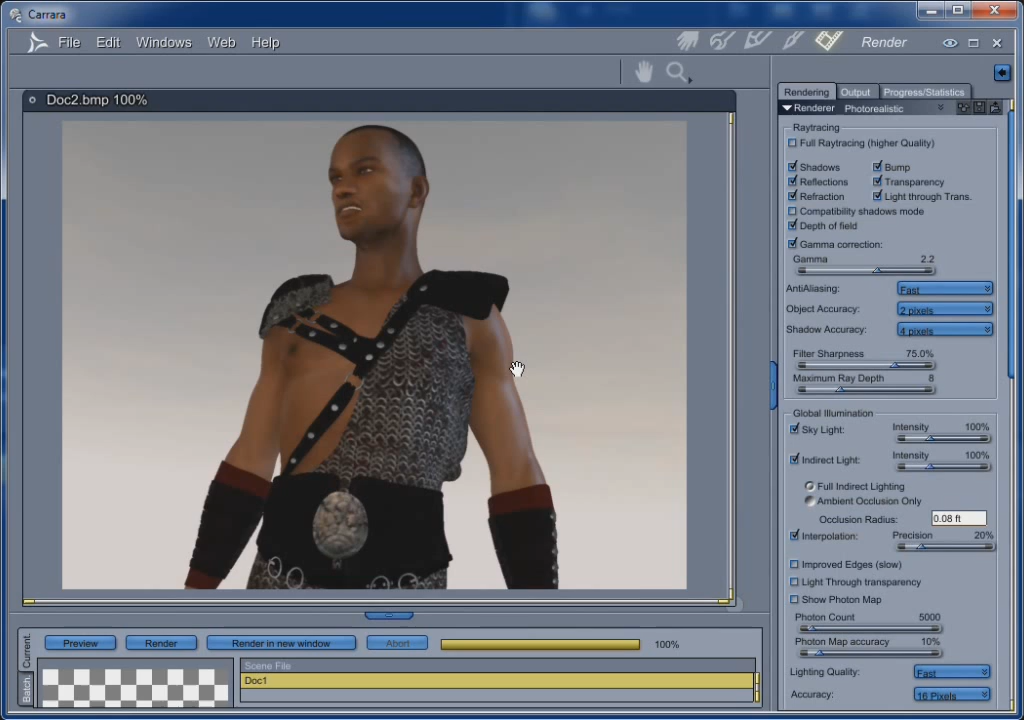 Carrara
File Edit Windows Web Help
Render
Doc2.bmp 100%
Rendering Output Progress/Statistics
Renderer Photorealistic
Raytracing
Full Raytracing (higher Quality)
Shadows Bump
Reflections Transparency
Refraction Light through Trans.
Compatibility shadows mode
Depth of field
Gamma correction:
Gamma 2.2
AntiAliasing: Fast
Object Accuracy: 2 pixels
Shadow Accuracy: 4 pixels
Filter Sharpness 75.0%
Maximum Ray Depth 8
Global Illumination
Sky Light: Intensity 100%
Indirect Light: Intensity 100%
Full Indirect Lighting
Ambient Occlusion Only
Occlusion Radius: 0.08 ft
Interpolation: Precision 20%
Improved Edges (slow)
Light Through transparency
Show Photon Map
Photon Count 5000
Photon Map accuracy 10%
Lighting Quality: Fast
Accuracy: 16 Pixels
Current
Batch
Preview Render Render in new window Abort 100%
Scene File
Doc1